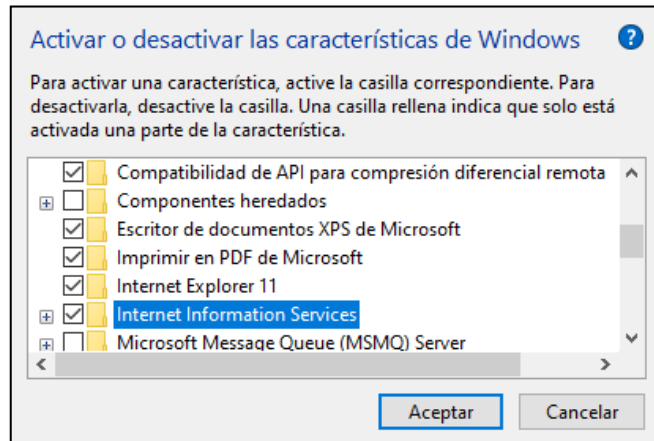 Activar o desactivar las características de Windows
Para activar una característica, active la casilla correspondiente. Para
desactivarla, desactive la casilla. Una casilla rellena indica que solo está
activada una parte de la característica.
Compatibilidad de API para compresión diferencial remota
Componentes heredados
Escritor de documentos XPS de Microsoft
Imprimir en PDF de Microsoft
Internet Explorer 11
Internet Information Services
Microsoft Message Queue (MSMQ) Server
Aceptar Cancelar